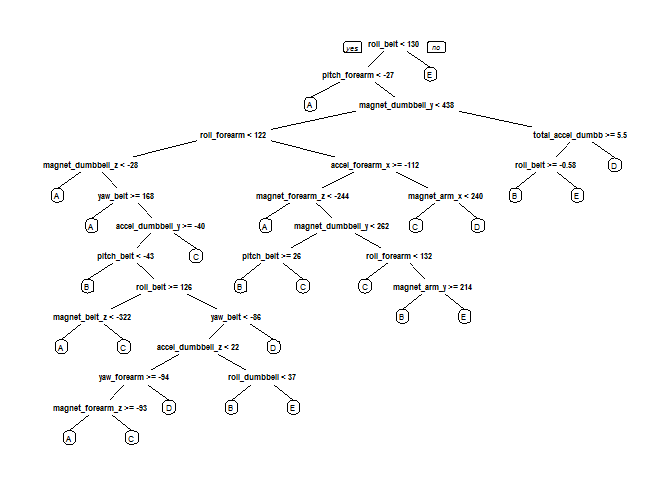 yes roll_belt < 130 no
pitch_forearm < -27 E
A magnet_dumbbell_y < 438
roll_forearm < 122 total_accel_dumbb >= 5.5
magnet_dumbbell_z < -28 accel_forearm_x >= -112 roll_belt >= -0.58 D
A yaw_belt >= 168 magnet_forearm_z < -244 magnet_arm_x < 240 B E
A accel_dumbbell_y >= -40 A magnet_dumbbell_y < 262 C D
pitch_belt < -43 C pitch_belt >= 26 roll_forearm < 132
B roll_belt >= 126 B C C magnet_arm_y >= 214
magnet_belt_z < -322 yaw_belt < -86 B E
A C accel_dumbbell_z < 22 D
yaw_forearm >= -94 roll_dumbbell < 37
magnet_forearm_z >= -93 D B E
A C